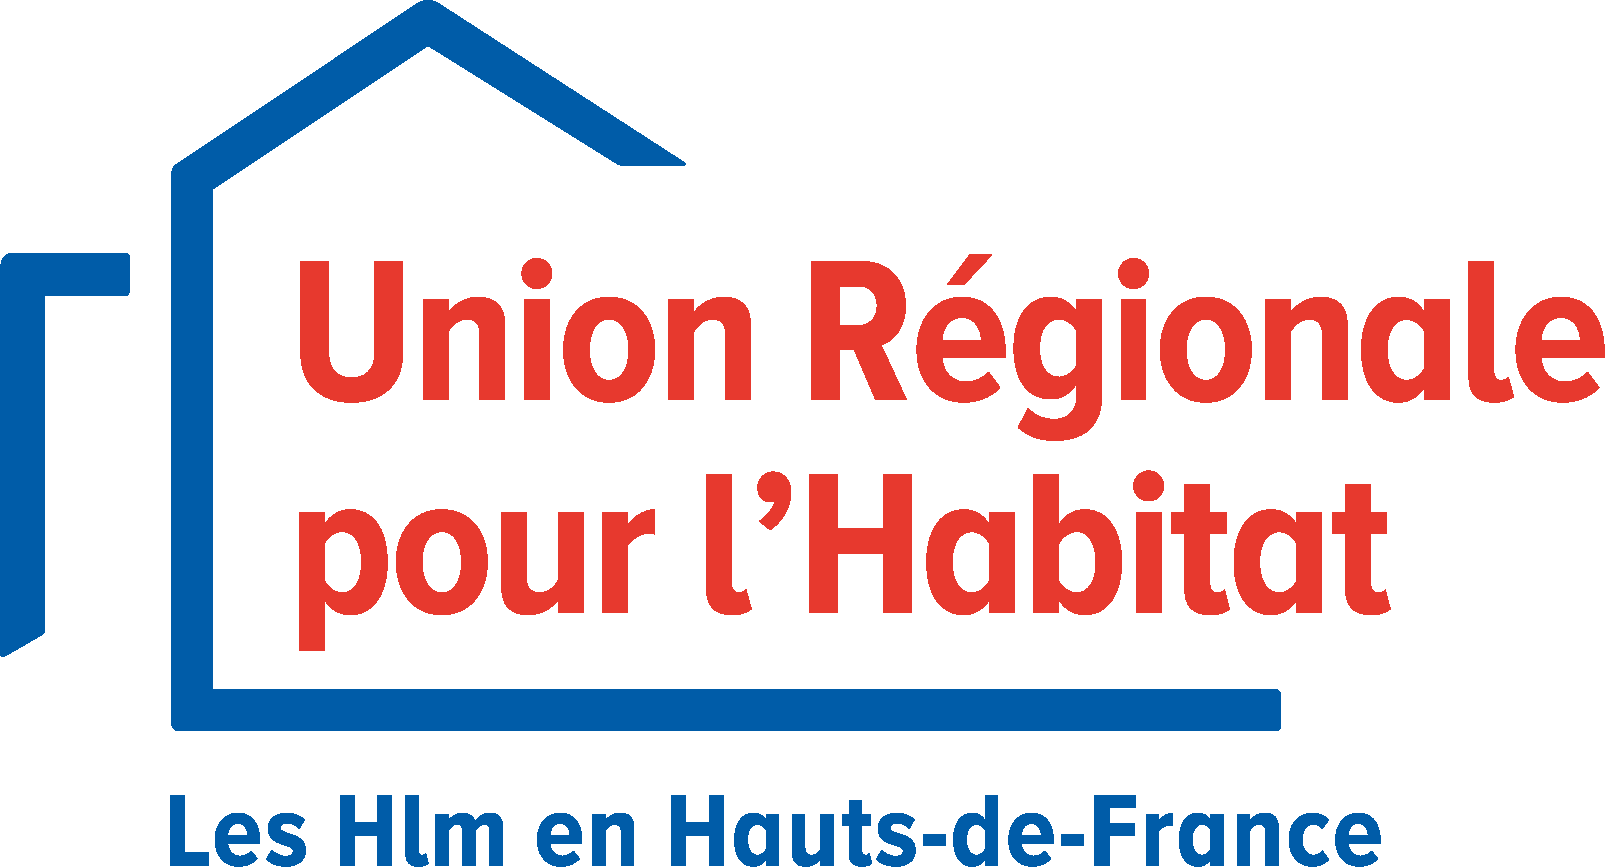 Union Régionale
pour l’Habitat
Les Hlm en Hauts-de-France